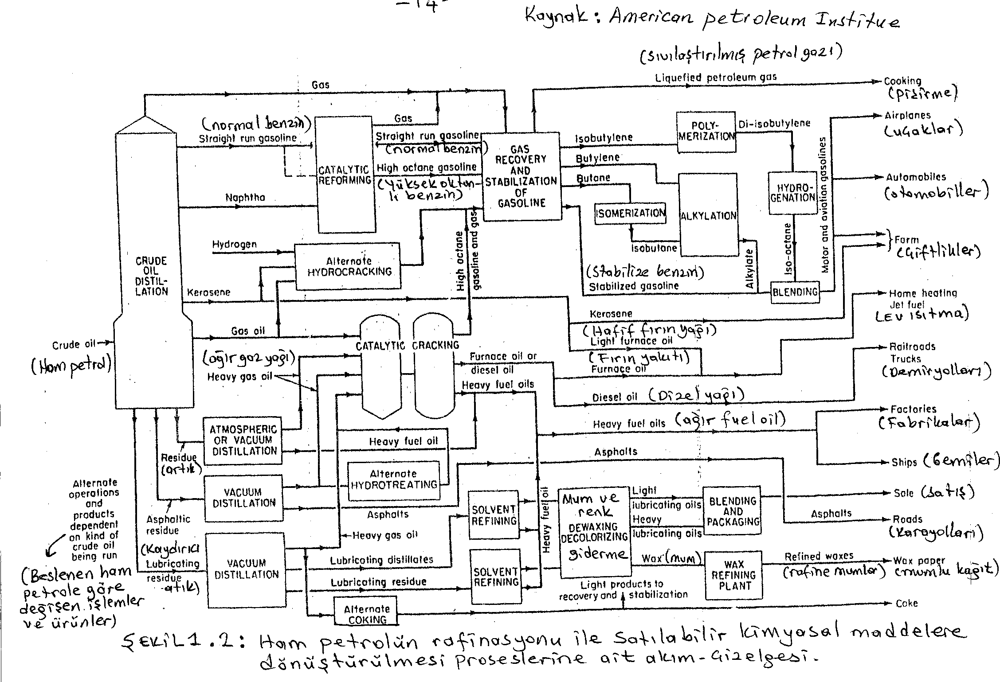 -14-
Kaynak: American petroleum Institue
(sıvılaştırılmış petrol gazı)
Liquefied petroleum gas
Cooking
(pişirme)
Gas
(normal benzin)
Straight run gasoline
Gas
Straight run gasoline
(normal benzin)
High octane gasoline
(Yüksek oktan-
lı benzin)
CATALYTIC
REFORMING
Naphtha
GAS
RECOVERY
AND
STABILIZATION
OF
GASOLINE
Isobutylene
Butylene
Butane
POLY-
MERIZATION
Di-isobutylene
HYDRO-
GENATION
ISOMERIZATION
Isobutane
ALKYLATION
Alkylate
Iso-octane
Motor and aviation gasolines
Airplanes
(uçaklar)
Automobiles
(otomobiller)
Farm
(çiftlikler)
Hydrogen
Alternate
HYDROCRACKING
High octane
gasoline and gas
CRUDE
OIL
DISTIL-
LATION
Kerosene
(Stabilize benzin)
Stabilized gasoline
BLENDING
Home heating
Jet fuel
(Ev ısıtma)
Kerosene
(Hafif fırın yağı)
Light furnace oil
(Fırın yakıtı)
Furnace oil
Gas oil
Crude oil
(Ham petrol)
(ağır gaz yağı)
Heavy gas oil
CATALYTIC CRACKING
Furnace oil or
diesel oil
Heavy fuel oils
Railroads
Trucks
(Demiryolları)
Diesel oil (Dizel yağı)
Factories
(Fabrikalar)
Heavy fuel oils (ağır fuel oil)
Ships (Gemiler)
ATMOSPHERIC
OR VACUUM
DISTILLATION
Heavy fuel oil
Residue
(artık)
Asphalts
Alternate
HYDROTREATING
VACUUM
DISTILLATION
Asphalts
Asphaltic
residue
Alternate
operations
and
products
dependent
on kind of
crude oil
being run
(Beslenen ham
petrole göre
değişen işlemler
ve ürünler)
(Kaydırıcı
Lubricating
residue
atık)
VACUUM
DISTILLATION
Heavy gas oil
Lubricating distillates
Lubricating residue
Alternate
COKING
SOLVENT
REFINING
SOLVENT
REFINING
Heavy fuel oil
Mum ve
renk
DEWAXING
DECOLORIZING
giderme
Light
lubricating oils
Heavy
lubricating oils
BLENDING
AND
PACKAGING
Sale (satış)
Asphalts
Roads
(Karayolları)
Wax (mum)
WAX
REFINING
PLANT
Refined waxes
(rafine mumlar)
Wax paper
(mumlu kağıt)
Light products to
recovery and stabilization
Coke
ŞEKİL 1.2: Ham petrolün rafinasyonu ile satılabilir kimyasal maddelere
dönüştürülmesi proseslerine ait akım-çizelgesi.